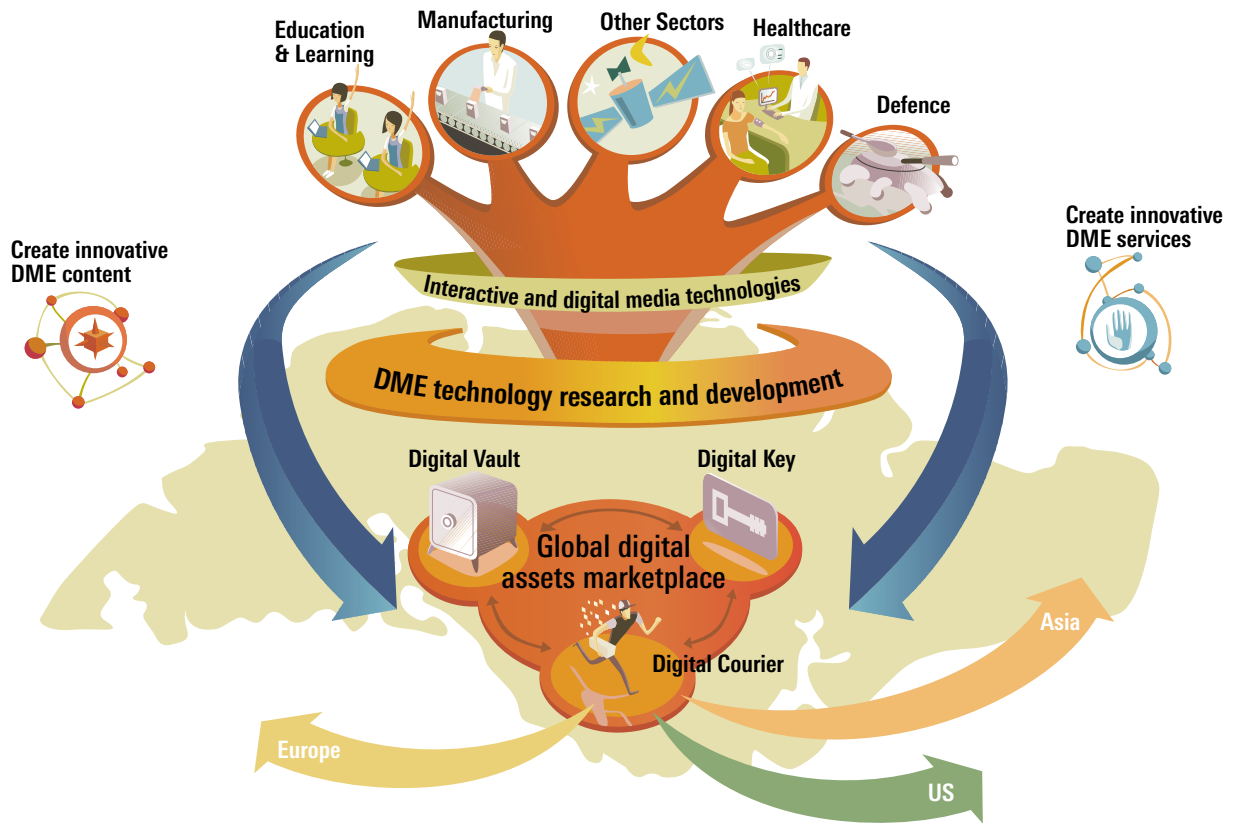 Education
& Learning
Manufacturing
Other Sectors
Healthcare
Defence
Create innovative
DME content
Create innovative
DME services
Interactive and digital media technologies
DME technology research and development
Digital Vault
Digital Key
Global digital
assets marketplace
Digital Courier
Asia
Europe
US